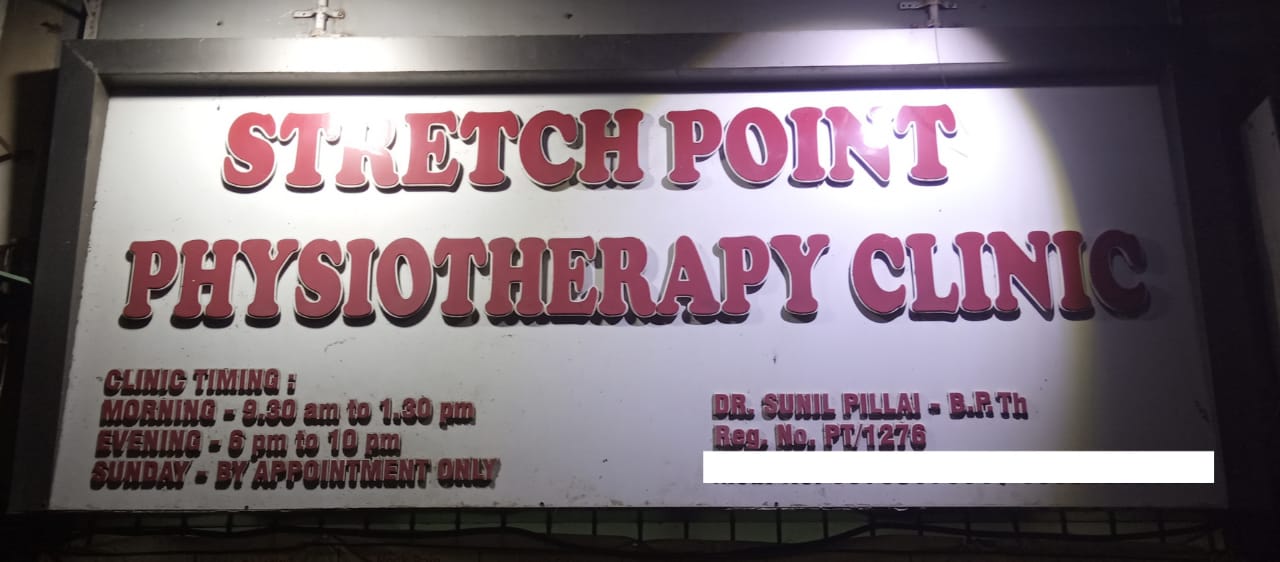 STRETCH POINT
PHYSIOTHERAPY CLINIC
CLINIC TIMING :
MORNING - 9.30 am to 1.30 pm
EVENING - 6 pm to 10 pm
SUNDAY - BY APPOINTMENT ONLY
DR. SUNIL PILLAI - B.P.Th
Reg. No. PT/1276